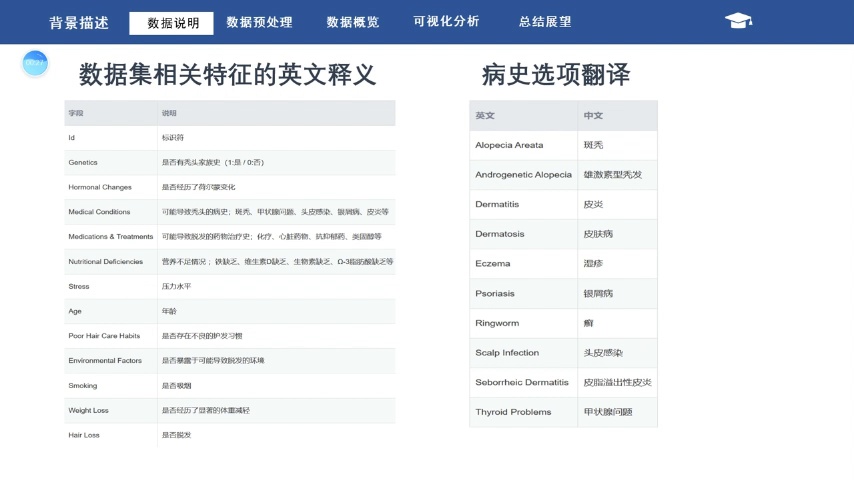 背景描述 数据说明 数据预处理 数据概览 可视化分析 总结展望
数据集相关特征的英文释义
字段 说明
Id 标识符
Genetics 是否有秃头家族史（1:是 / 0:否）
Hormonal Changes 是否经历了荷尔蒙变化
Medical Conditions 可能导致秃头的病史；斑秃、甲状腺问题、头皮感染、银屑病、皮炎等
Medications & Treatments 可能导致脱发的药物治疗史；化疗、心脏药物、抗抑郁药、类固醇等
Nutritional Deficiencies 营养不足情况；铁缺乏、维生素D缺乏、生物素缺乏、Ω-3脂肪酸缺乏等
Stress 压力水平
Age 年龄
Poor Hair Care Habits 是否存在不良的护发习惯
Environmental Factors 是否暴露于可能导致脱发的环境
Smoking 是否吸烟
Weight Loss 是否经历了显著的体重减轻
Hair Loss 是否脱发
病史选项翻译
英文 中文
Alopecia Areata 斑秃
Androgenetic Alopecia 雄激素型秃发
Dermatitis 皮炎
Dermatosis 皮肤病
Eczema 湿疹
Psoriasis 银屑病
Ringworm 癣
Scalp Infection 头皮感染
Seborrheic Dermatitis 皮脂溢出性皮炎
Thyroid Problems 甲状腺问题